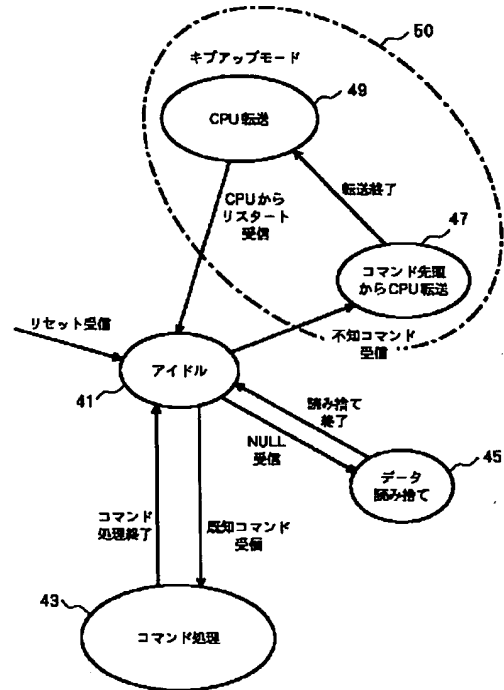 50
キブアップモード
49
CPU転送
転送終了
CPUから
リスタート
受信
47
コマンド先頭
からCPU転送
リセット受信
不知コマンド
受信
アイドル
41
読み捨て
終了
NULL
受信
45
データ
読み捨て
コマンド
処理終了
既知コマンド
受信
43
コマンド処理